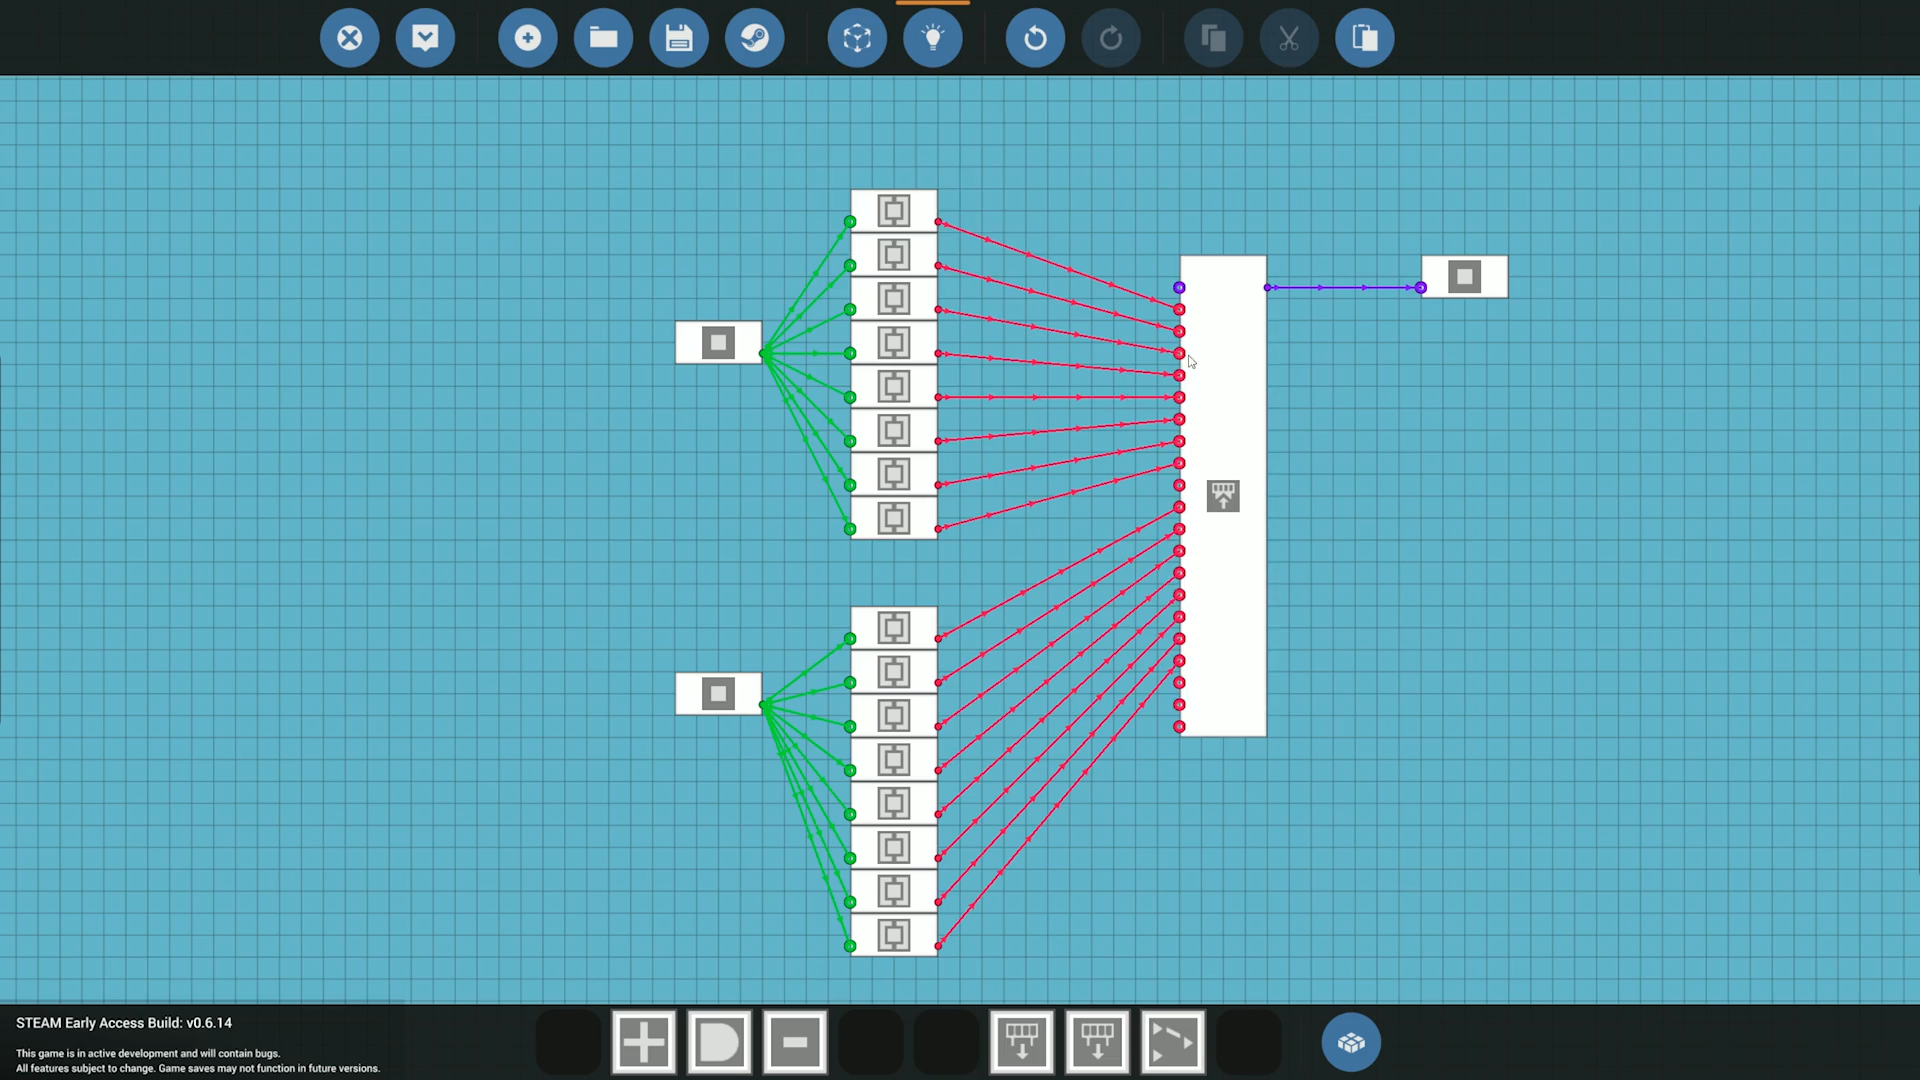 STEAM Early Access Build: v0.6.14
This game is in active development and will contain bugs.
All features subject to change. Game saves may not function in future versions.